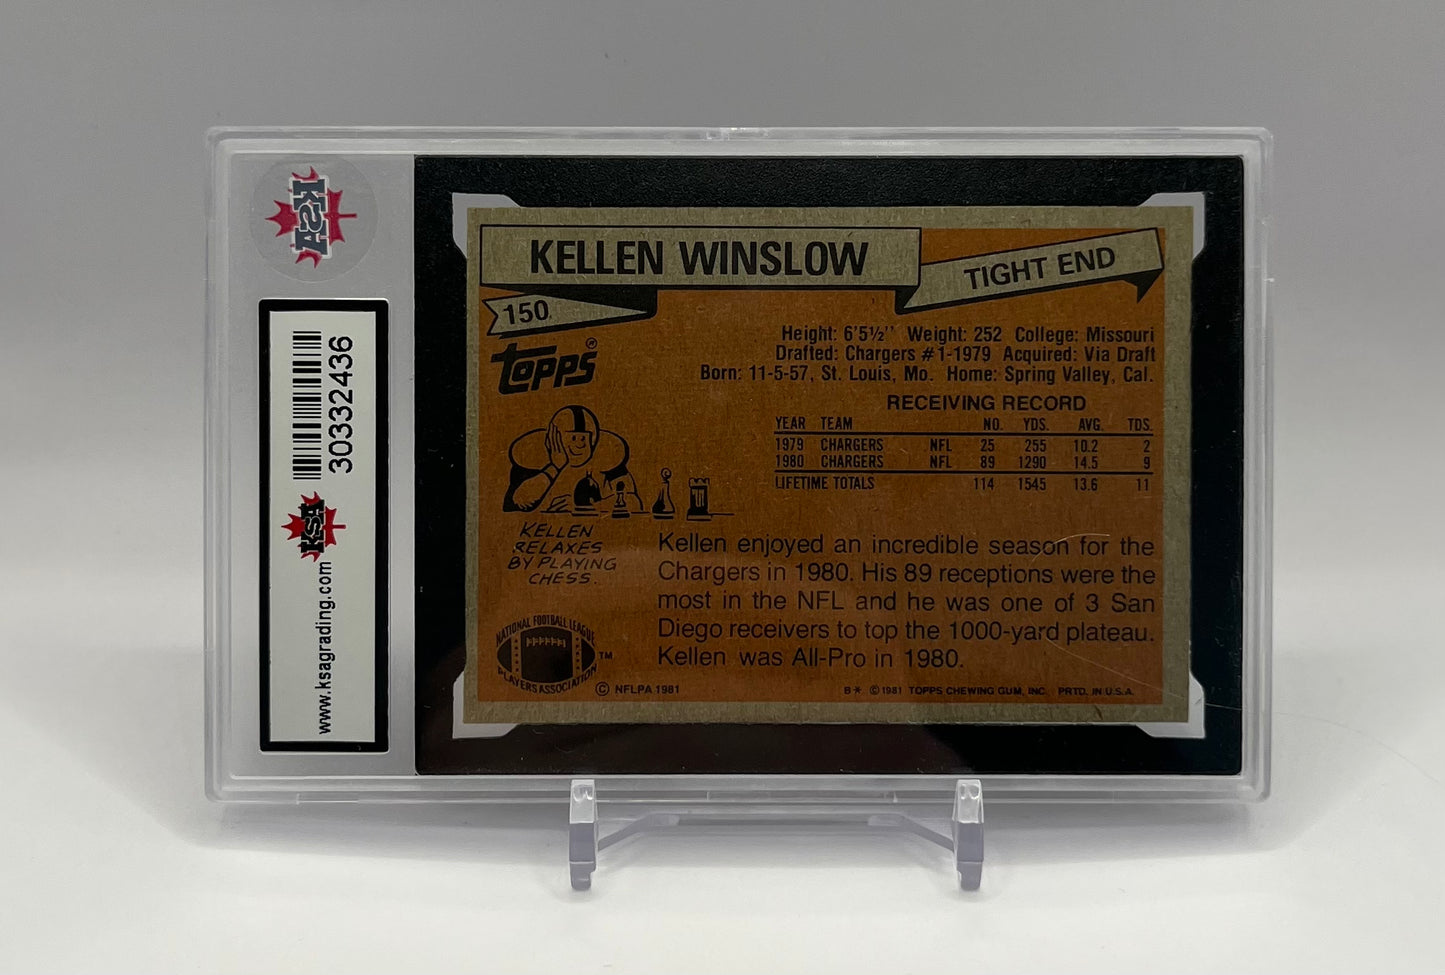 KSA
30332436
KSA
www.ksagrading.com
KELLEN WINSLOW
TIGHT END
150
TOPPS®
Height: 6'5½" Weight: 252 College: Missouri
Drafted: Chargers #1-1979 Acquired: Via Draft
Born: 11-5-57, St. Louis, Mo. Home: Spring Valley, Cal.
RECEIVING RECORD
YEAR TEAM NO. YDS. AVG. TDS.
1979 CHARGERS NFL 25 255 10.2 2
1980 CHARGERS NFL 89 1290 14.5 9
LIFETIME TOTALS 114 1545 13.6 11
KELLEN
RELAXES
BY PLAYING
CHESS.
Kellen enjoyed an incredible season for the
Chargers in 1980. His 89 receptions were the
most in the NFL and he was one of 3 San
Diego receivers to top the 1000-yard plateau.
Kellen was All-Pro in 1980.
NATIONAL FOOTBALL LEAGUE
PLAYERS ASSOCIATION
TM
© NFLPA 1981
B* © 1981 TOPPS CHEWING GUM, INC. PRTD. IN U.S.A.